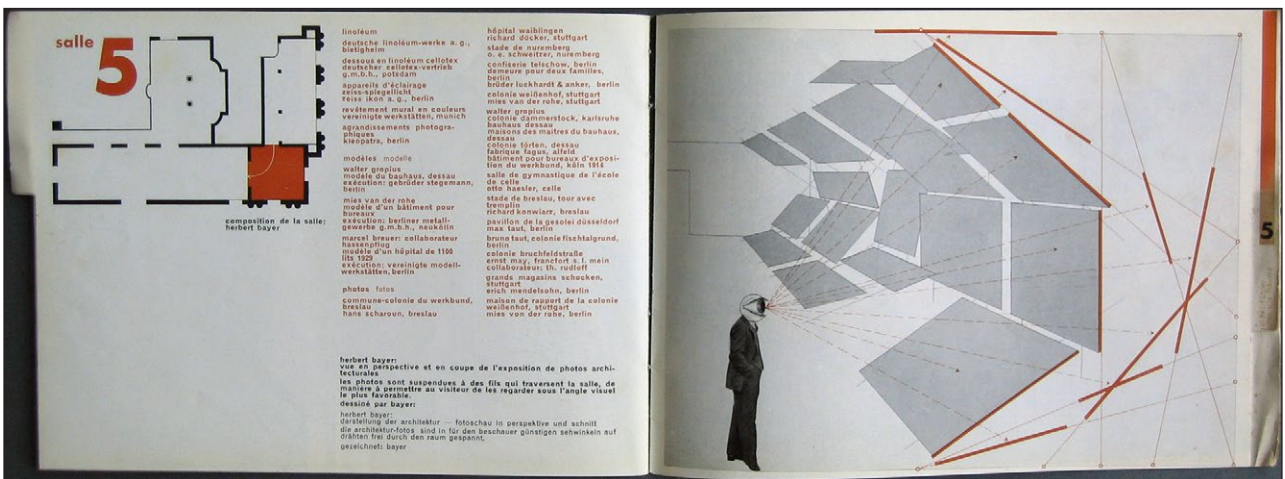 salle
5
composition de la salle:
herbert bayer
linoléum
deutsche linoléum-werke a. g.,
bietigheim
dessous en linoléum cellotex
deutscher cellotex-vertrieb
g.m.b.h., potsdam
appareils d'éclairage
zeiss-spiegellicht
feiss ikon a. g., berlin
revêtement mural en couleurs
vereinigte werkstätten, munich
agrandissements photogra-
phiques
kleopatra, berlin
modèles modelle
walter gropius
modèle du bauhaus, dessau
exécution: gebrüder stegemann,
berlin
mies van der rohe
modèle d'un bâtiment pour
bureaux
exécution: berliner metall-
gewerbe g.m.b.h., neukölln
marcel breuer: collaborateur
hassenpflug
modèle d'un hôpital de 1100
lits 1929
exécution: vereinigte modell-
werkstätten, berlin
photos fotos
commune-colonie du werkbund,
breslau
hans scharoun, breslau
hôpital waiblingen
richard döcker, stuttgart
stade de nuremberg
o. e. schweitzer, nuremberg
confiserie telschow, berlin
demeure pour deux familles,
berlin
brüder luckhardt & anker, berlin
colonie weißenhof, stuttgart
mies van der rohe, stuttgart
walter gropius
colonie dammerstock, karlsruhe
bauhaus dessau
maisons des maîtres du bauhaus,
dessau
colonie törten, dessau
fabrique fagus, alfeld
bâtiment pour bureaux d'exposi-
tion du werkbund, köln 1914
salle de gymnastique de l'école
de celle
otto haesler, celle
stade de breslau, tour avec
tremplin
richard konwiarz, breslau
pavillon de la gesolei düsseldorf
max taut, berlin
bruno taut, colonie fischtalgrund,
berlin
colonie bruchfeldstraße
ernst may, francfort s. l. mein
collaborateur: th. rudloff
grands magasins schocken,
stuttgart
erich mendelsohn, berlin
maison de rapport de la colonie
weißenhof, stuttgart
mies von der rohe, berlin
herbert bayer:
vue en perspective et en coupe de l'exposition de photos archi-
tecturales
les photos sont suspendues à des fils qui traversent la salle, de
manière à permettre au visiteur de les regarder sous l'angle visuel
le plus favorable.
dessiné par bayer:
herbert bayer:
darstellung der architektur — fotoschau in perspektive und schnitt
die architektur-fotos sind in für den beschauer günstigen sehwinkeln auf
drähten frei durch den raum gespannt.
gezeichnet: bayer
5